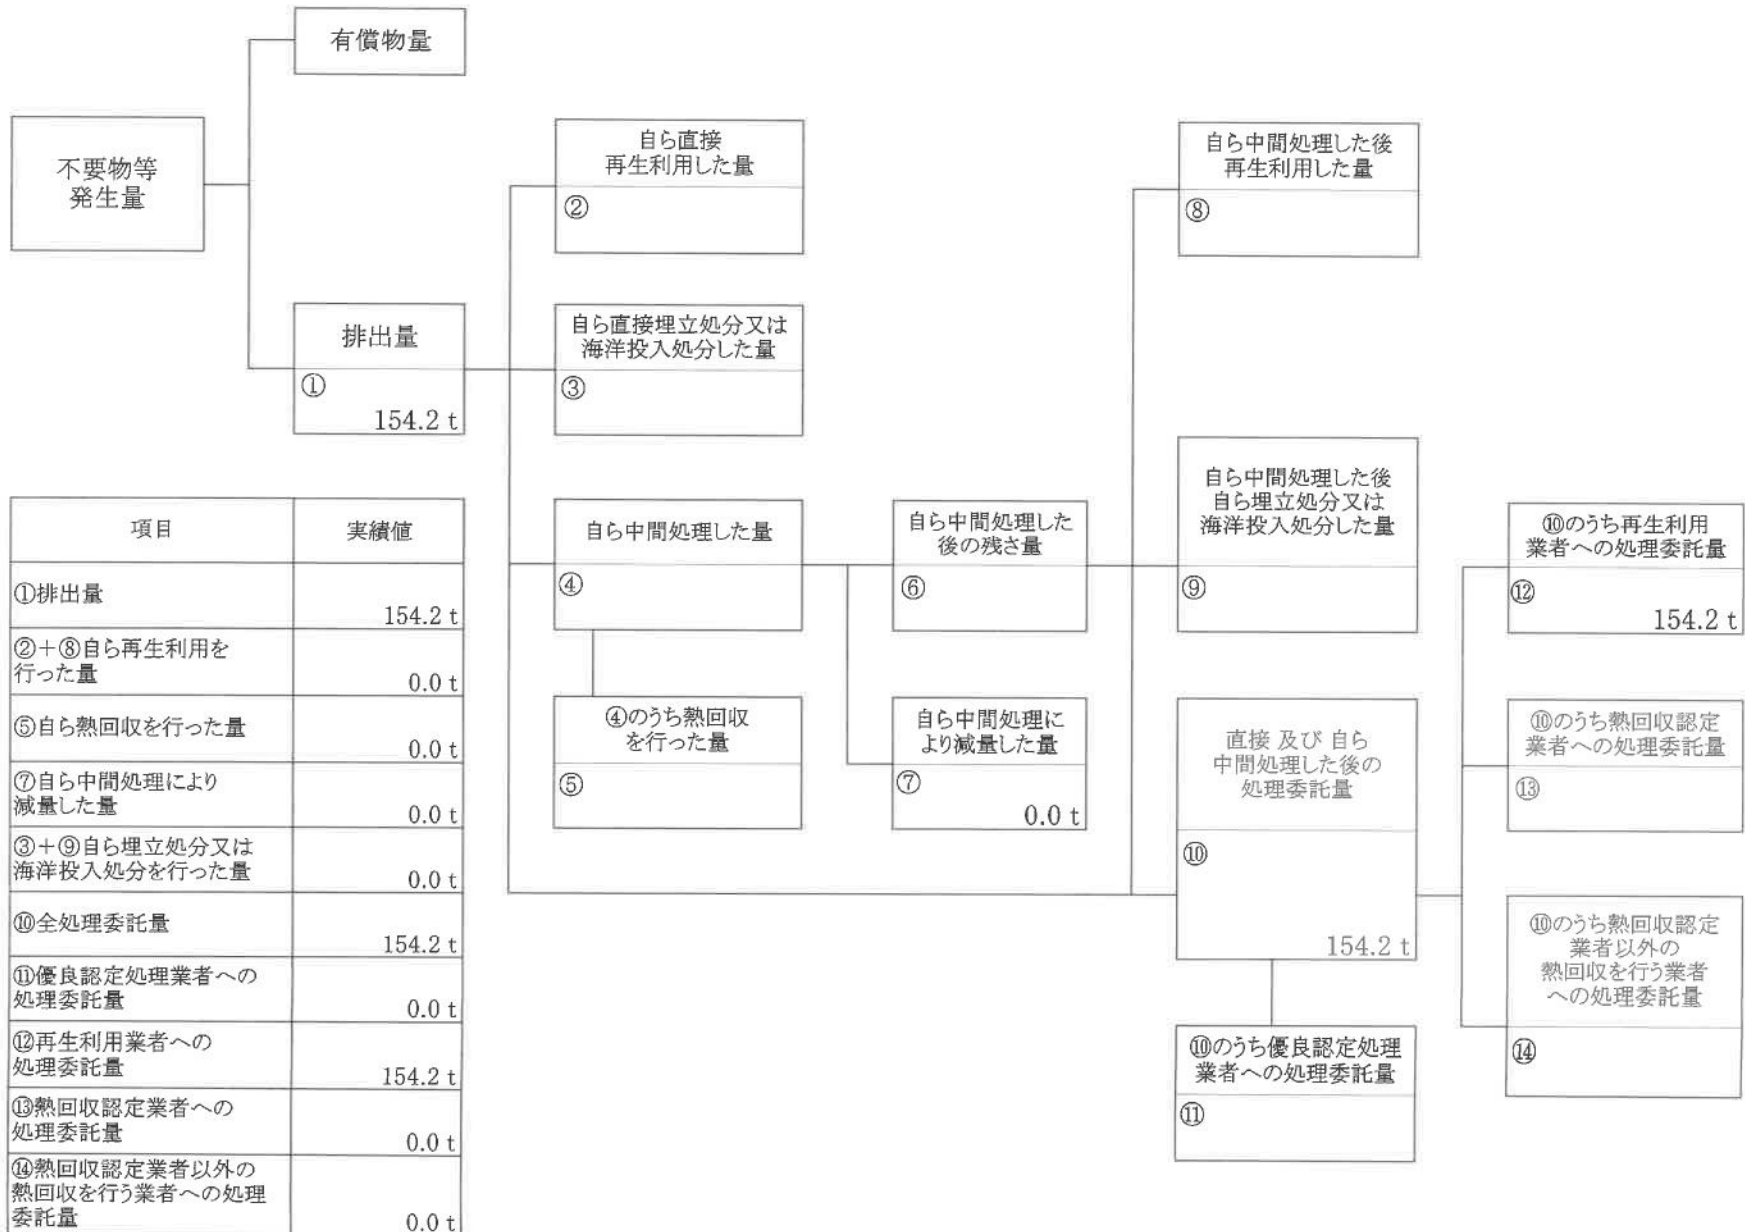 有償物量
不要物等
発生量
排出量
①
154.2 t
自ら直接
再生利用した量
②
自ら直接埋立処分又は
海洋投入処分した量
③
自ら中間処理した量
④
④のうち熱回収
を行った量
⑤
自ら中間処理した
後の残さ量
⑥
自ら中間処理に
より減量した量
⑦
0.0 t
自ら中間処理した後
再生利用した量
⑧
自ら中間処理した後
自ら埋立処分又は
海洋投入処分した量
⑨
直接 及び 自ら
中間処理した後の
処理委託量
⑩
154.2 t
⑩のうち優良認定処理
業者への処理委託量
⑪
⑩のうち再生利用
業者への処理委託量
⑫
154.2 t
⑩のうち熱回収認定
業者への処理委託量
⑬
⑩のうち熱回収認定
業者以外の
熱回収を行う業者
への処理委託量
⑭
項目 実績値
①排出量
154.2 t
②+⑧自ら再生利用を
行った量
0.0 t
⑤自ら熱回収を行った量
0.0 t
⑦自ら中間処理により
減量した量
0.0 t
③+⑨自ら埋立処分又は
海洋投入処分を行った量
0.0 t
⑩全処理委託量
154.2 t
⑪優良認定処理業者への
処理委託量
0.0 t
⑫再生利用業者への
処理委託量
154.2 t
⑬熱回収認定業者への
処理委託量
0.0 t
⑭熱回収認定業者以外の
熱回収を行う業者への処理
委託量
0.0 t